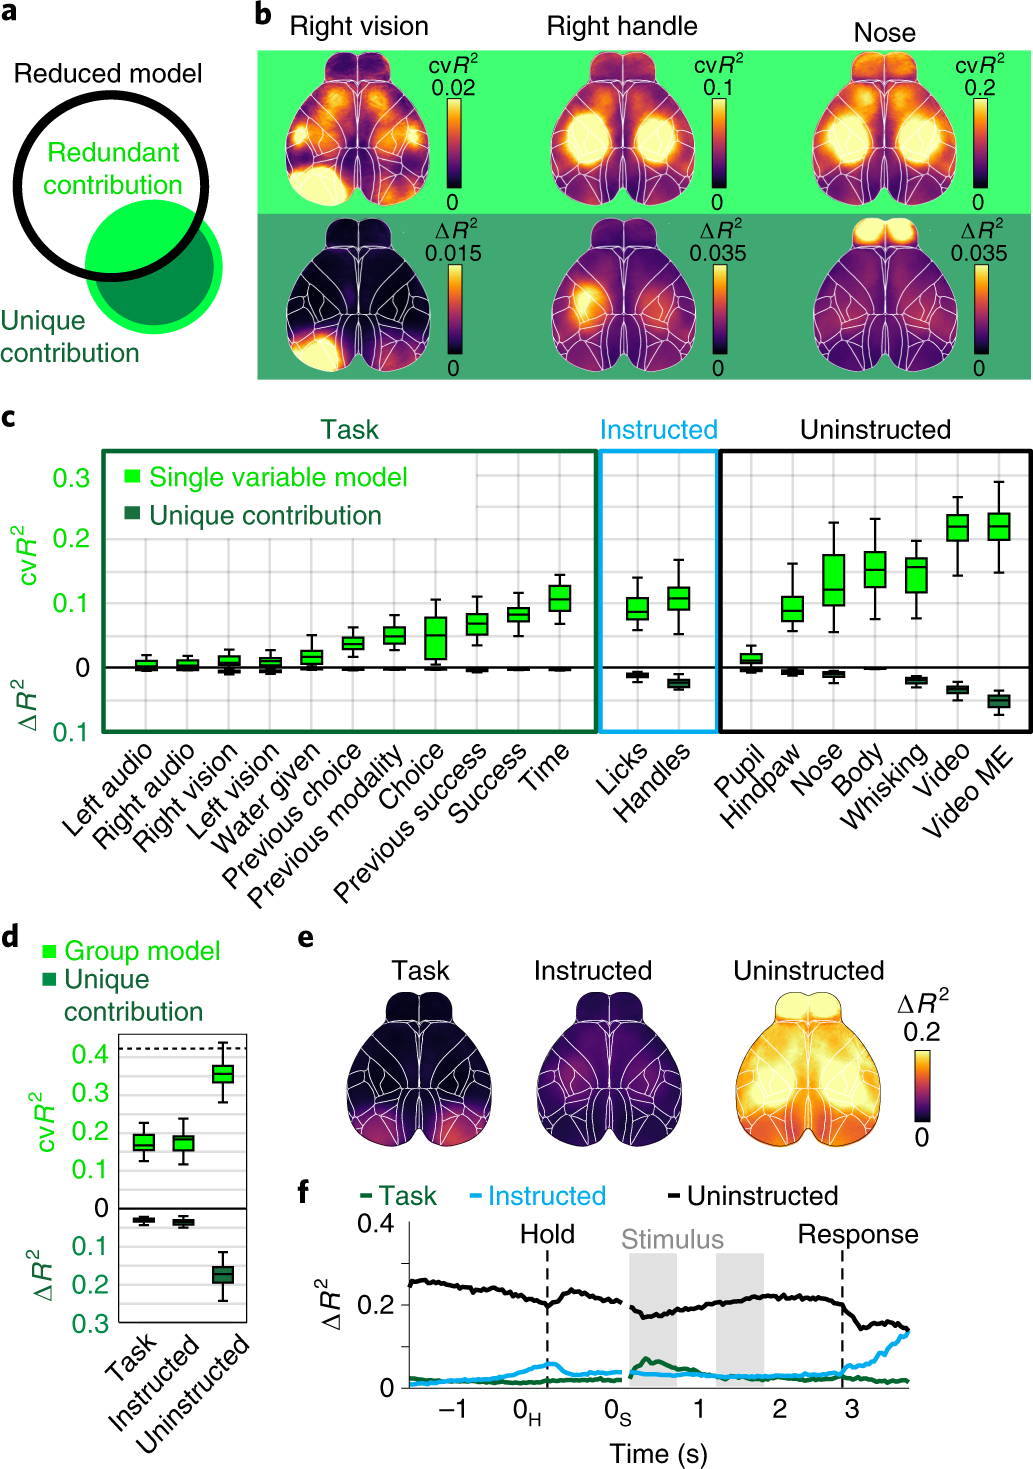 a
Reduced model
Redundant
contribution
Unique
contribution
b
Right vision
Right handle
Nose
cvR²
0.02
0
cvR²
0.1
0
cvR²
0.2
0
ΔR²
0.015
0
ΔR²
0.035
0
ΔR²
0.035
0
c
Task
Instructed
Uninstructed
Single variable model
Unique contribution
cvR²
ΔR²
0.3
0.2
0.1
0
0.1
Left audio
Right audio
Right vision
Left vision
Water given
Previous choice
Previous modality
Choice
Previous success
Success
Time
Licks
Handles
Pupil
Hindpaw
Nose
Body
Whisking
Video
Video ME
d
Group model
Unique
contribution
cvR²
ΔR²
0.4
0.3
0.2
0.1
0
0.1
0.2
0.3
Task
Instructed
Uninstructed
e
Task
Instructed
Uninstructed
ΔR²
0.2
0
f
Task
Instructed
Uninstructed
Hold
Stimulus
Response
ΔR²
0.4
0.2
0
–1
0H
0S
1
2
3
Time (s)